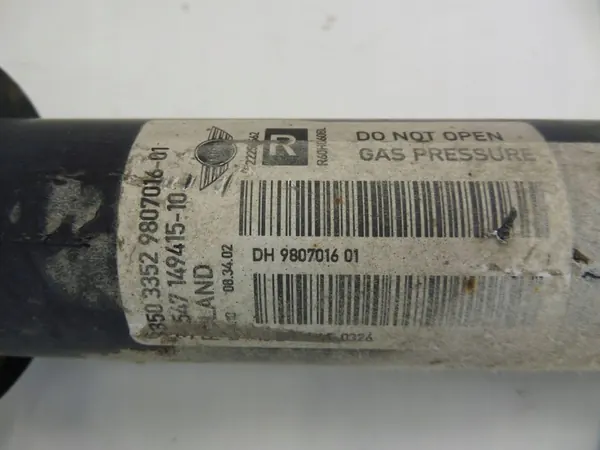 R
DO NOT OPEN
GAS PRESSURE
DH 9807016 01
3350 3352 9807016-01
547 149415-10
LAND
08.34.02
0326